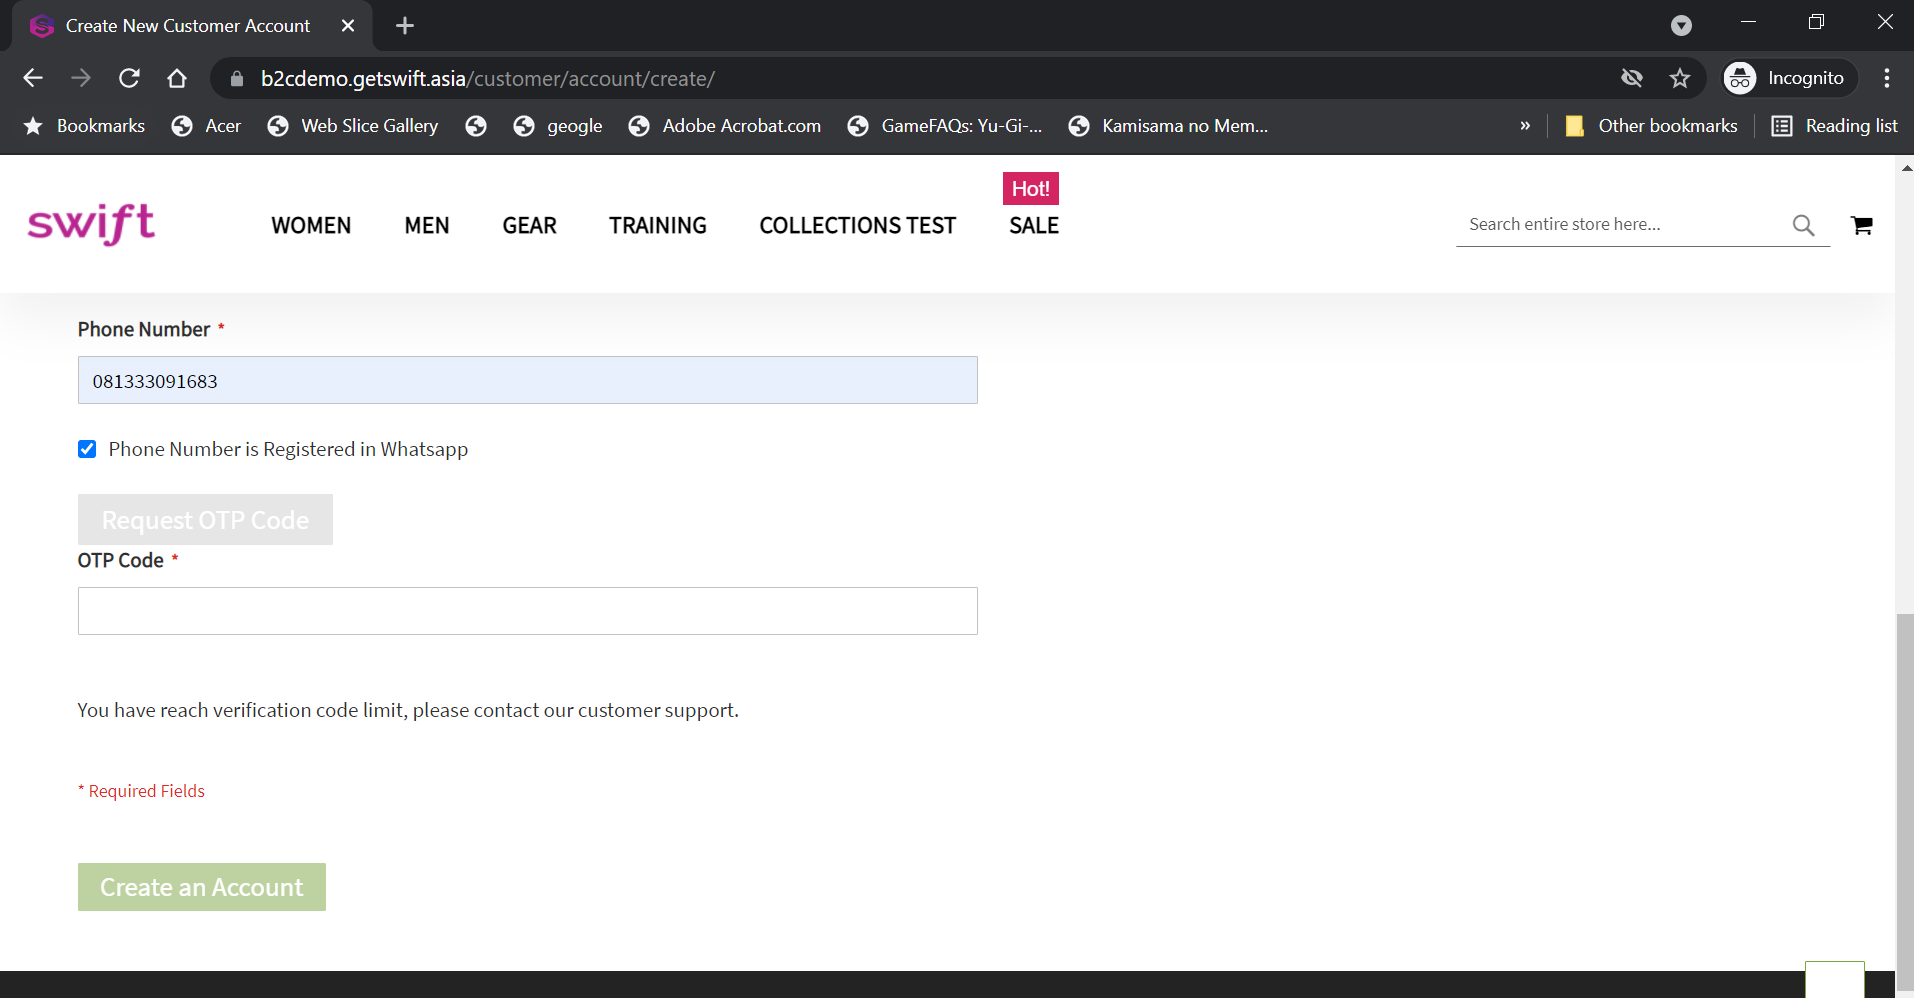 Create New Customer Account
b2cdemo.getswift.asia/customer/account/create/
Incognito
Bookmarks Acer Web Slice Gallery geogle Adobe Acrobat.com GameFAQs: Yu-Gi-... Kamisama no Mem... » Other bookmarks Reading list
Hot!
swift WOMEN MEN GEAR TRAINING COLLECTIONS TEST SALE Search entire store here...
Phone Number *
081333091683
Phone Number is Registered in Whatsapp
Request OTP Code
OTP Code *
You have reach verification code limit, please contact our customer support.
* Required Fields
Create an Account